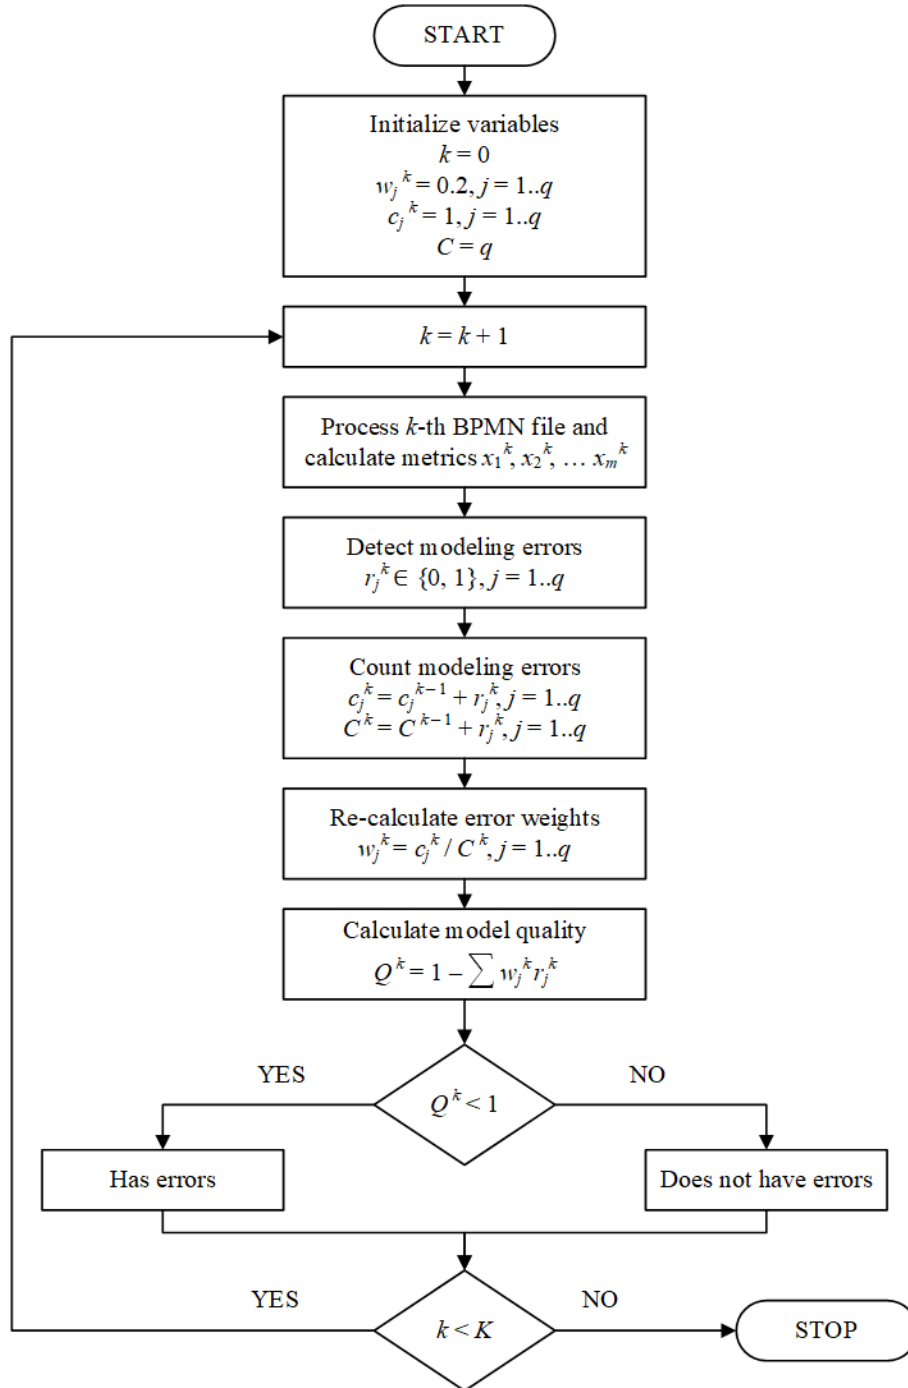 START
Initialize variables
k = 0
wⱼᵏ = 0.2, j = 1..q
cⱼᵏ = 1, j = 1..q
C = q
k = k + 1
Process k-th BPMN file and
calculate metrics x₁ᵏ, x₂ᵏ, … xₘᵏ
Detect modeling errors
rⱼᵏ ∈ {0, 1}, j = 1..q
Count modeling errors
cⱼᵏ = cⱼᵏ⁻¹ + rⱼᵏ, j = 1..q
Cᵏ = Cᵏ⁻¹ + rⱼᵏ, j = 1..q
Re-calculate error weights
wⱼᵏ = cⱼᵏ / Cᵏ, j = 1..q
Calculate model quality
Qᵏ = 1 – ∑ wⱼᵏ rⱼᵏ
YES
NO
Qᵏ < 1
Has errors
Does not have errors
YES
NO
k < K
STOP